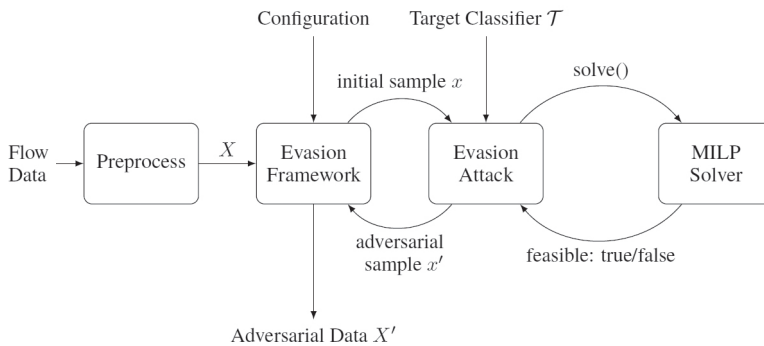 Configuration
Target Classifier 𝒯
initial sample x
solve()
Flow
Data
Preprocess
X
Evasion
Framework
Evasion
Attack
MILP
Solver
adversarial
sample x′
feasible: true/false
Adversarial Data X′